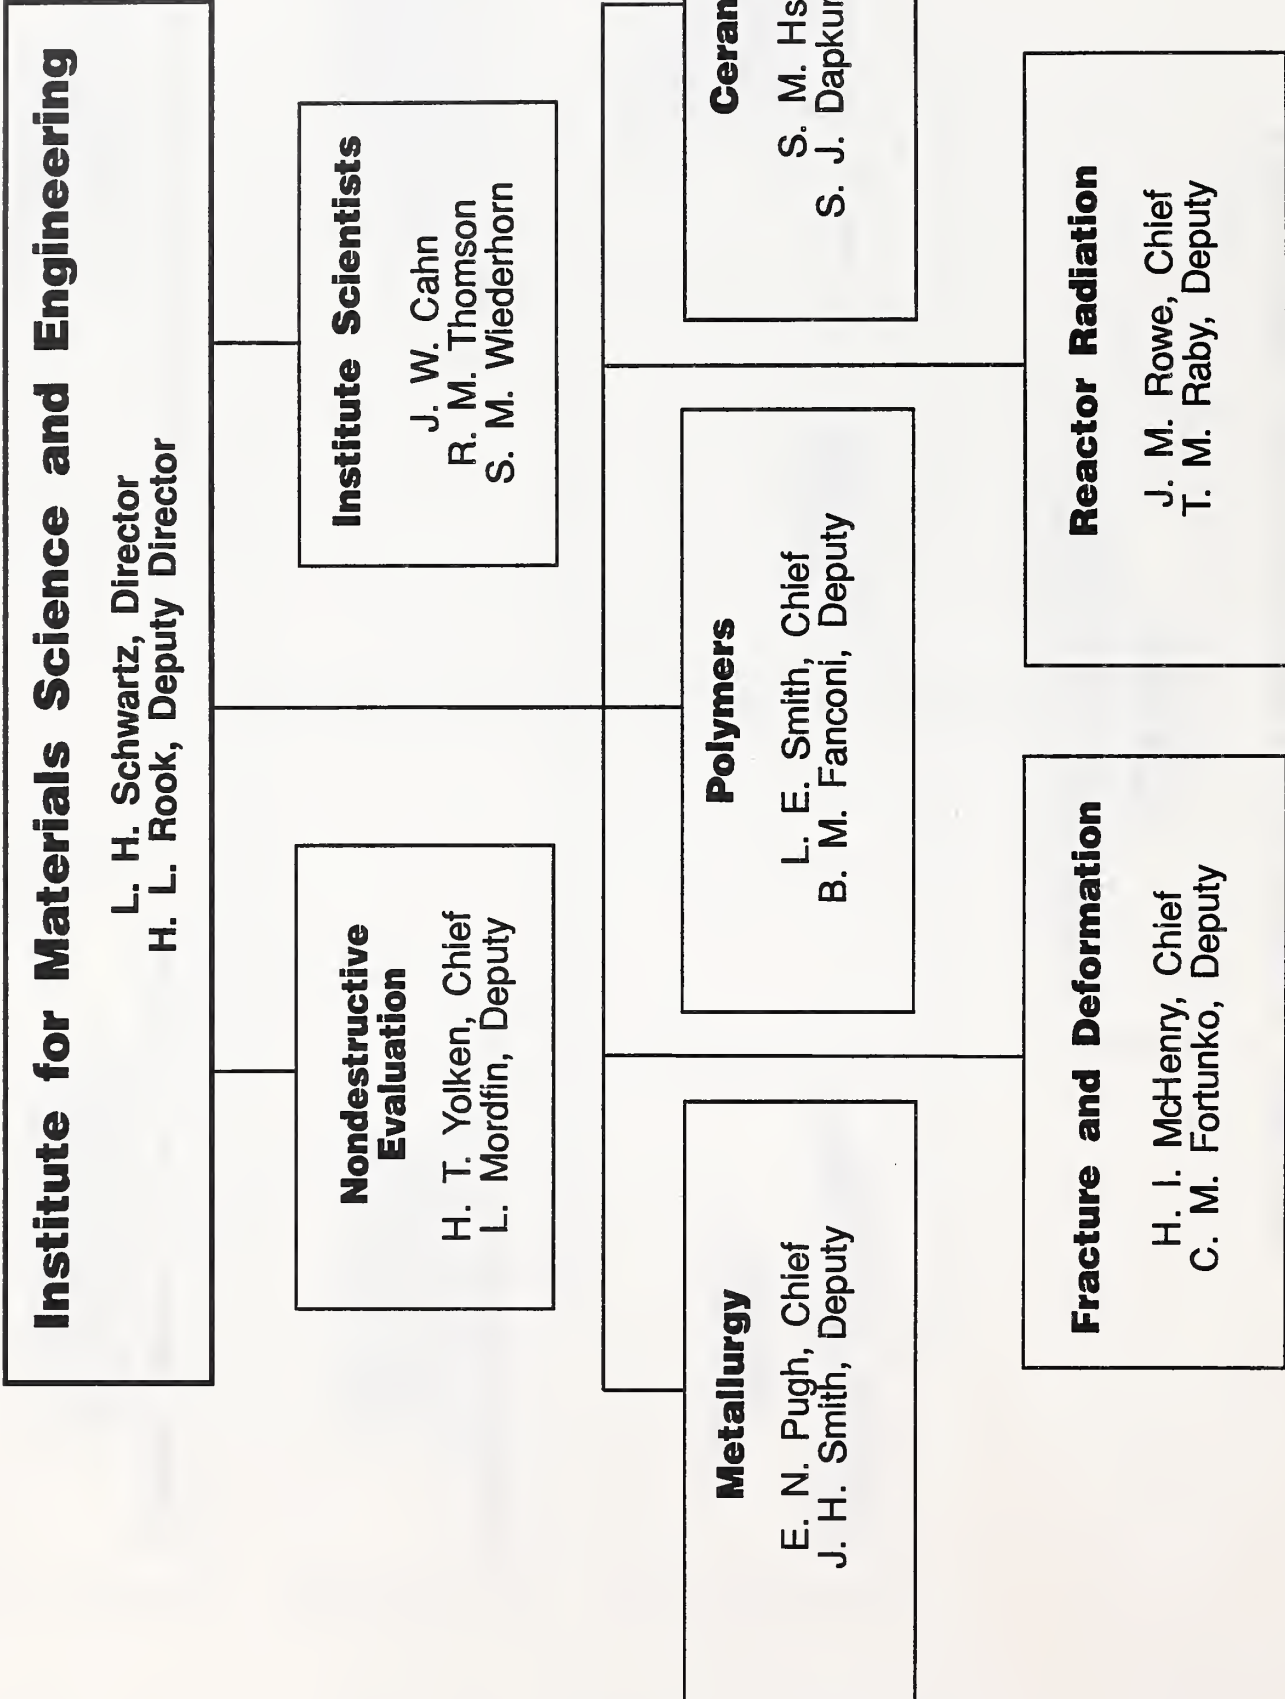 Institute for Materials Science and Engineering
L. H. Schwartz, Director
H. L. Rook, Deputy Director
Nondestructive
Evaluation
H. T. Yolken, Chief
L. Mordfin, Deputy
Institute Scientists
J. W. Cahn
R. M. Thomson
S. M. Wiederhorn
Metallurgy
E. N. Pugh, Chief
J. H. Smith, Deputy
Polymers
L. E. Smith, Chief
B. M. Fanconi, Deputy
S. M.
S. J.
Fracture and Deformation
H. I. McHenry, Chief
C. M. Fortunko, Deputy
Reactor Radiation
J. M. Rowe, Chief
T. M. Raby, Deputy